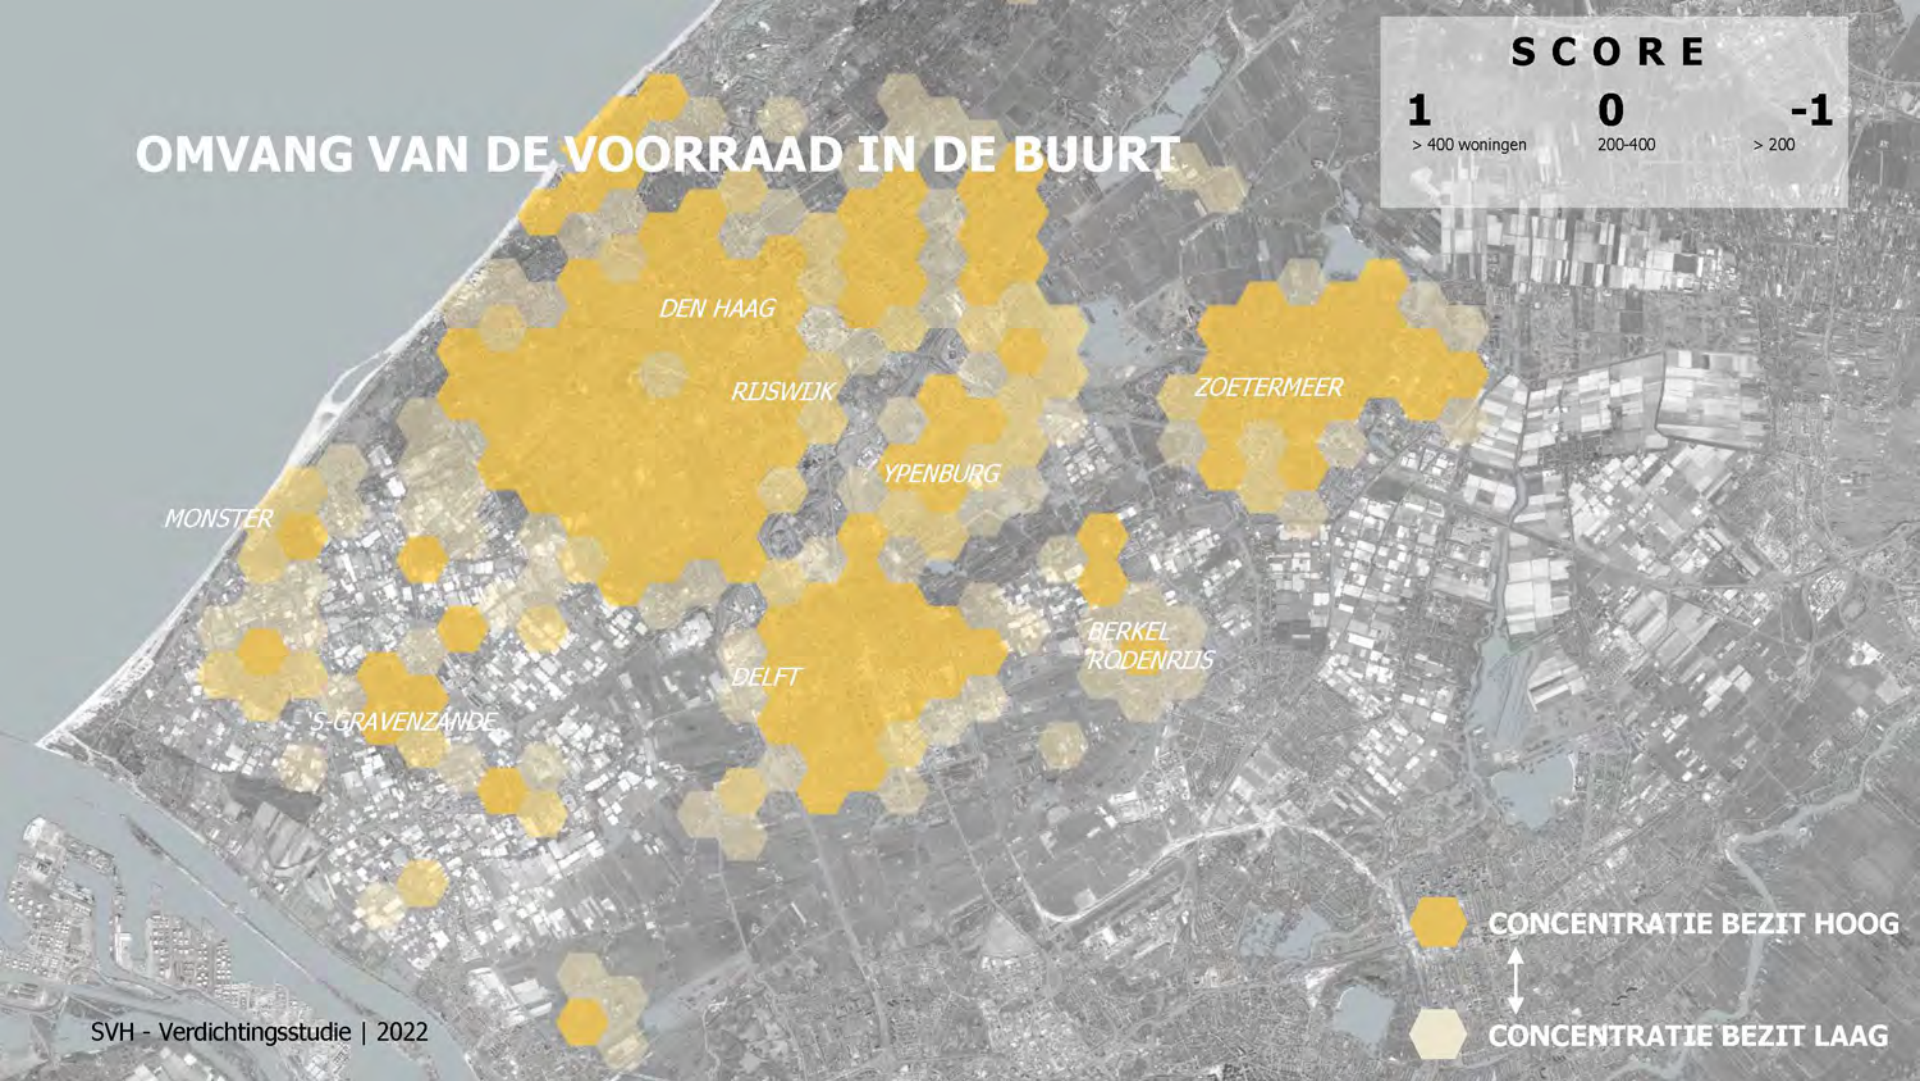 OMVANG VAN DE VOORRAAD IN DE BUURT
SCORE
1 0 -1
> 400 woningen 200-400 > 200
DEN HAAG
RIJSWIJK
ZOETERMEER
YPENBURG
MONSTER
BERKEL
RODENRIJS
DELFT
'S-GRAVENZANDE
CONCENTRATIE BEZIT HOOG
CONCENTRATIE BEZIT LAAG
SVH - Verdichtingsstudie | 2022